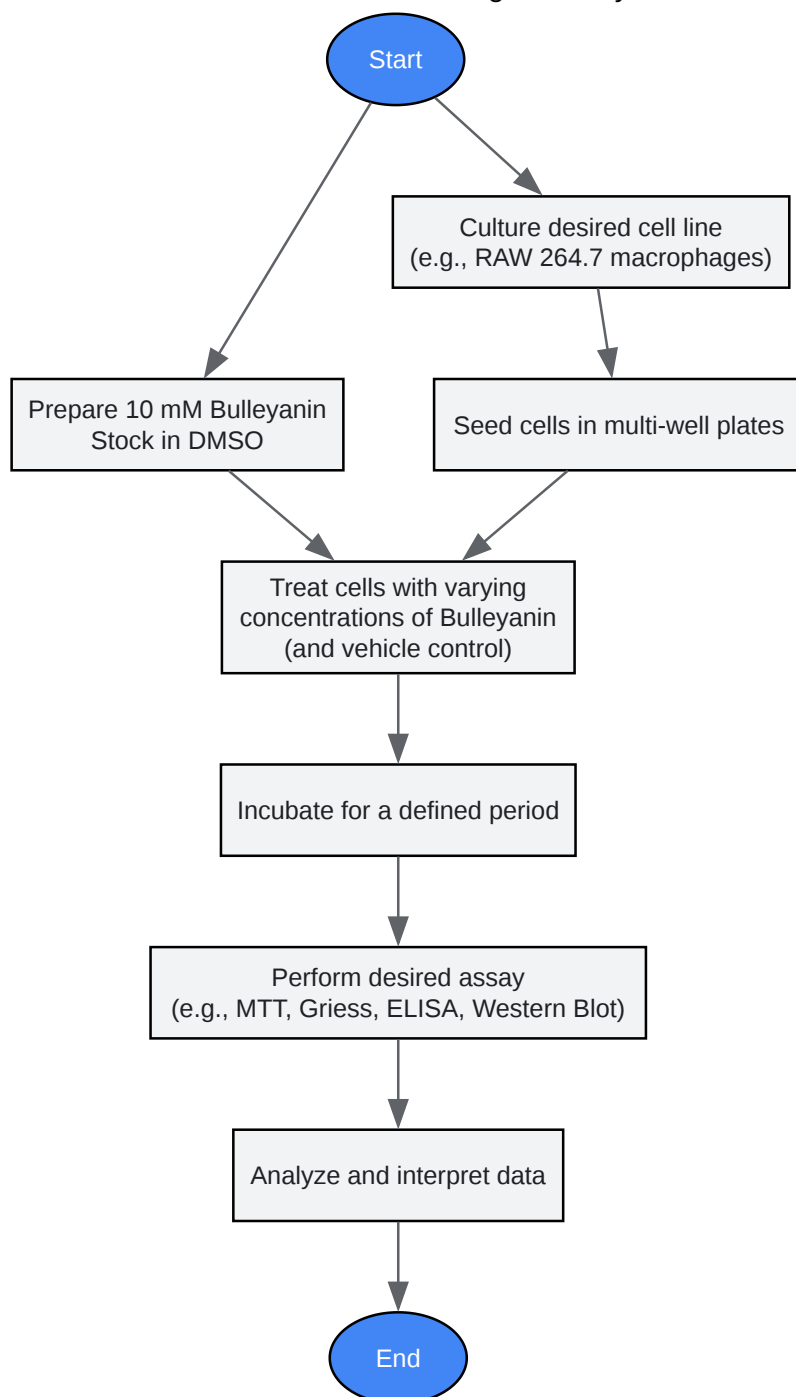 Start
Culture desired cell line
(e.g., RAW 264.7 macrophages)
Prepare 10 mM Bulleyanin
Stock in DMSO
Seed cells in multi-well plates
Treat cells with varying
concentrations of Bulleyanin
(and vehicle control)
Incubate for a defined period
Perform desired assay
(e.g., MTT, Griess, ELISA, Western Blot)
Analyze and interpret data
End